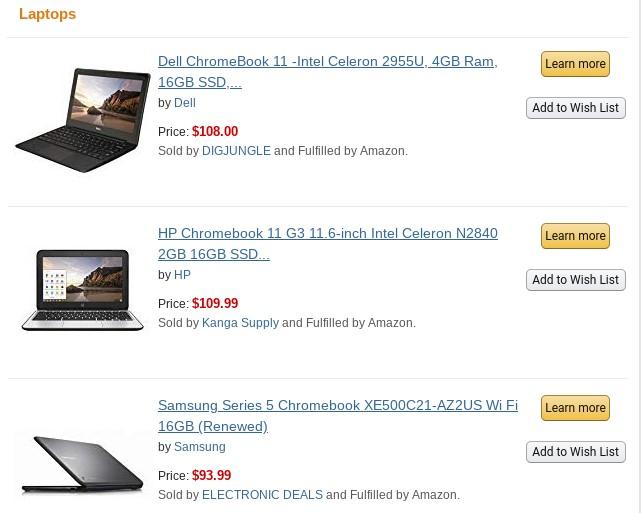 Laptops
Dell ChromeBook 11 -Intel Celeron 2955U, 4GB Ram,
16GB SSD,...
by Dell
Price: $108.00
Sold by DIGJUNGLE and Fulfilled by Amazon.
Learn more
Add to Wish List
HP Chromebook 11 G3 11.6-inch Intel Celeron N2840
2GB 16GB SSD...
by HP
Price: $109.99
Sold by Kanga Supply and Fulfilled by Amazon.
Learn more
Add to Wish List
Samsung Series 5 Chromebook XE500C21-AZ2US Wi Fi
16GB (Renewed)
by Samsung
Price: $93.99
Sold by ELECTRONIC DEALS and Fulfilled by Amazon.
Learn more
Add to Wish List